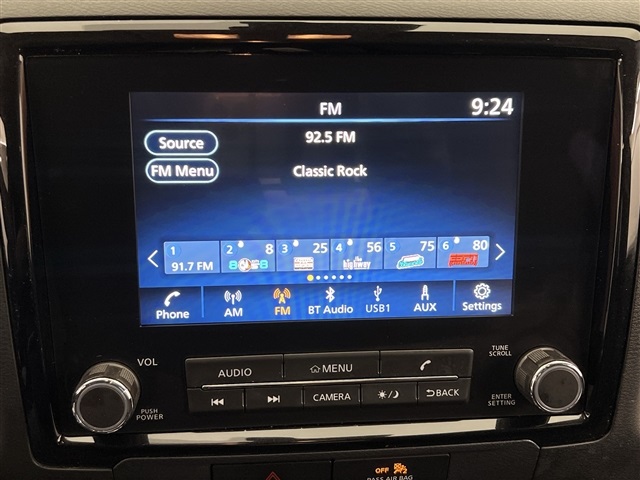 FM 9:24
Source 92.5 FM
FM Menu Classic Rock
1 2 8 3 25 4 56 5 75 6 80
91.7 FM the highway
Phone AM FM BT Audio USB1 AUX Settings
VOL AUDIO MENU TUNE SCROLL
PUSH POWER CAMERA BACK ENTER SETTING
OFF
PASS AIR BAG